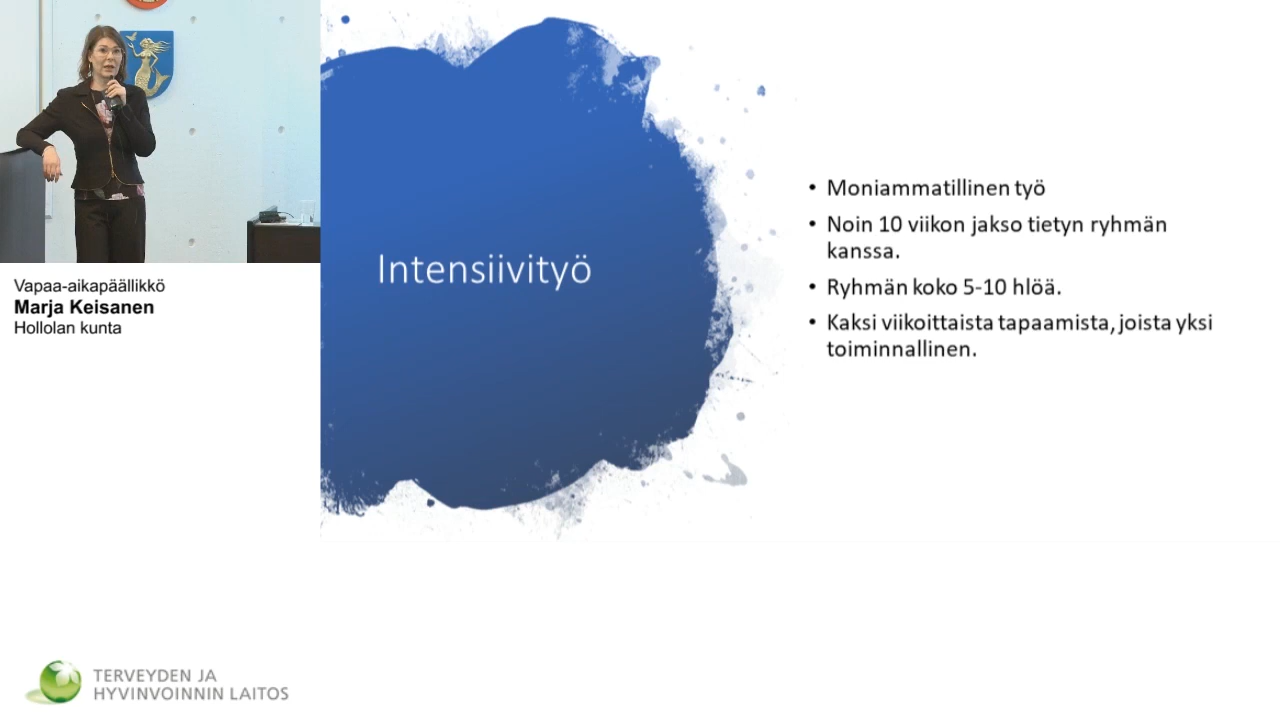 Vapaa-aikapäällikkö
Marja Keisanen
Hollolan kunta
Intensiivityö
• Moniammatillinen työ
• Noin 10 viikon jakso tietyn ryhmän
kanssa.
• Ryhmän koko 5-10 hlöä.
• Kaksi viikoittaista tapaamista, joista yksi
toiminnallinen.
TERVEYDEN JA
HYVINVOINNIN LAITOS